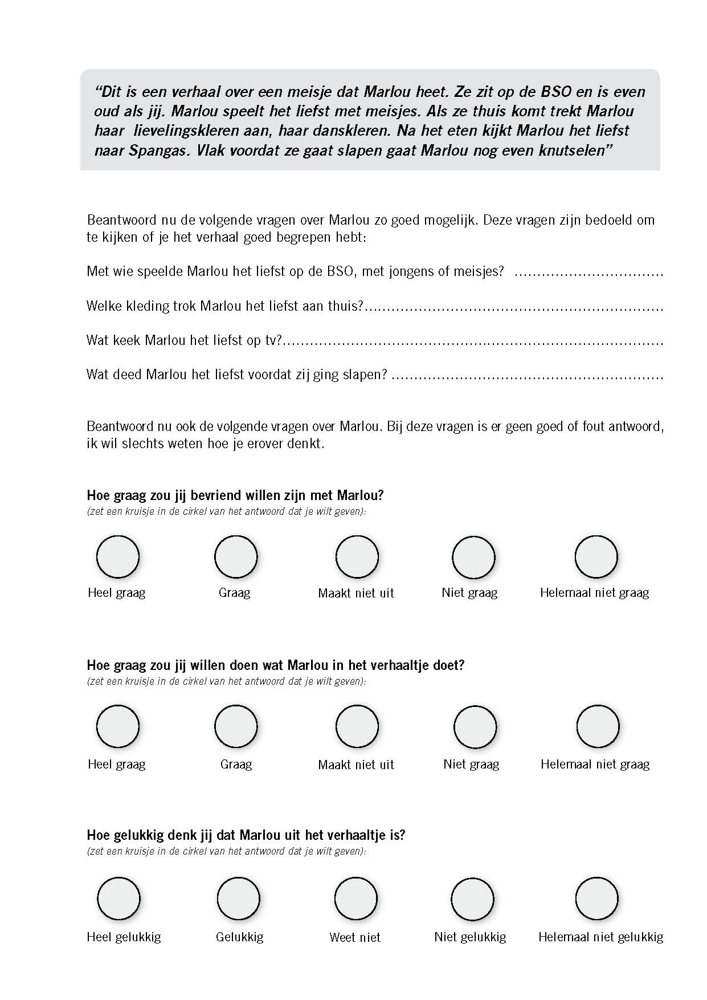 “Dit is een verhaal over een meisje dat Marlou heet. Ze zit op de BSO en is even
oud als jij. Marlou speelt het liefst met meisjes. Als ze thuis komt trekt Marlou
haar  lievelingskleren aan, haar danskleren. Na het eten kijkt Marlou het liefst
naar Spangas. Vlak voordat ze gaat slapen gaat Marlou nog even knutselen”
Beantwoord nu de volgende vragen over Marlou zo goed mogelijk. Deze vragen zijn bedoeld om
te kijken of je het verhaal goed begrepen hebt:
Met wie speelde Marlou het liefst op de BSO, met jongens of meisjes? .................................
Welke kleding trok Marlou het liefst aan thuis?..................................................................
Wat keek Marlou het liefst op tv?....................................................................................
Wat deed Marlou het liefst voordat zij ging slapen? ............................................................
Beantwoord nu ook de volgende vragen over Marlou. Bij deze vragen is er geen goed of fout antwoord,
ik wil slechts weten hoe je erover denkt.
Hoe graag zou jij bevriend willen zijn met Marlou?
(zet een kruisje in de cirkel van het antwoord dat je wilt geven):
Heel graag Graag Maakt niet uit Niet graag Helemaal niet graag
Hoe graag zou jij willen doen wat Marlou in het verhaaltje doet?
(zet een kruisje in de cirkel van het antwoord dat je wilt geven):
Heel graag Graag Maakt niet uit Niet graag Helemaal niet graag
Hoe gelukkig denk jij dat Marlou uit het verhaaltje is?
(zet een kruisje in de cirkel van het antwoord dat je wilt geven):
Heel gelukkig Gelukkig Weet niet Niet gelukkig Helemaal niet gelukkig